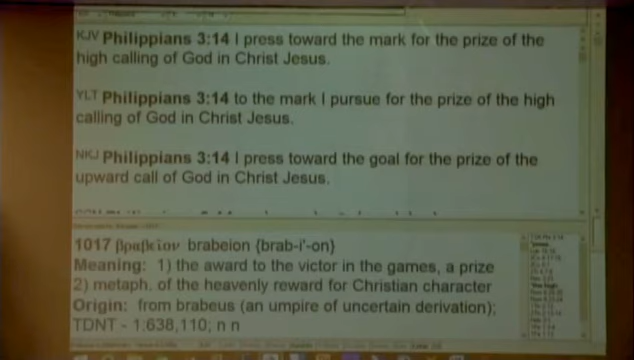 KJV Philippians 3:14 I press toward the mark for the prize of the
high calling of God in Christ Jesus.
YLT Philippians 3:14 to the mark I pursue for the prize of the high
calling of God in Christ Jesus.
NKJ Philippians 3:14 I press toward the goal for the prize of the
upward call of God in Christ Jesus.
1017 βραβεῖον brabeion {brab-i'-on}
Meaning: 1) the award to the victor in the games, a prize
2) metaph. of the heavenly reward for Christian character
Origin: from brabeus (an umpire of uncertain derivation);
TDNT - 1:638,110; n n